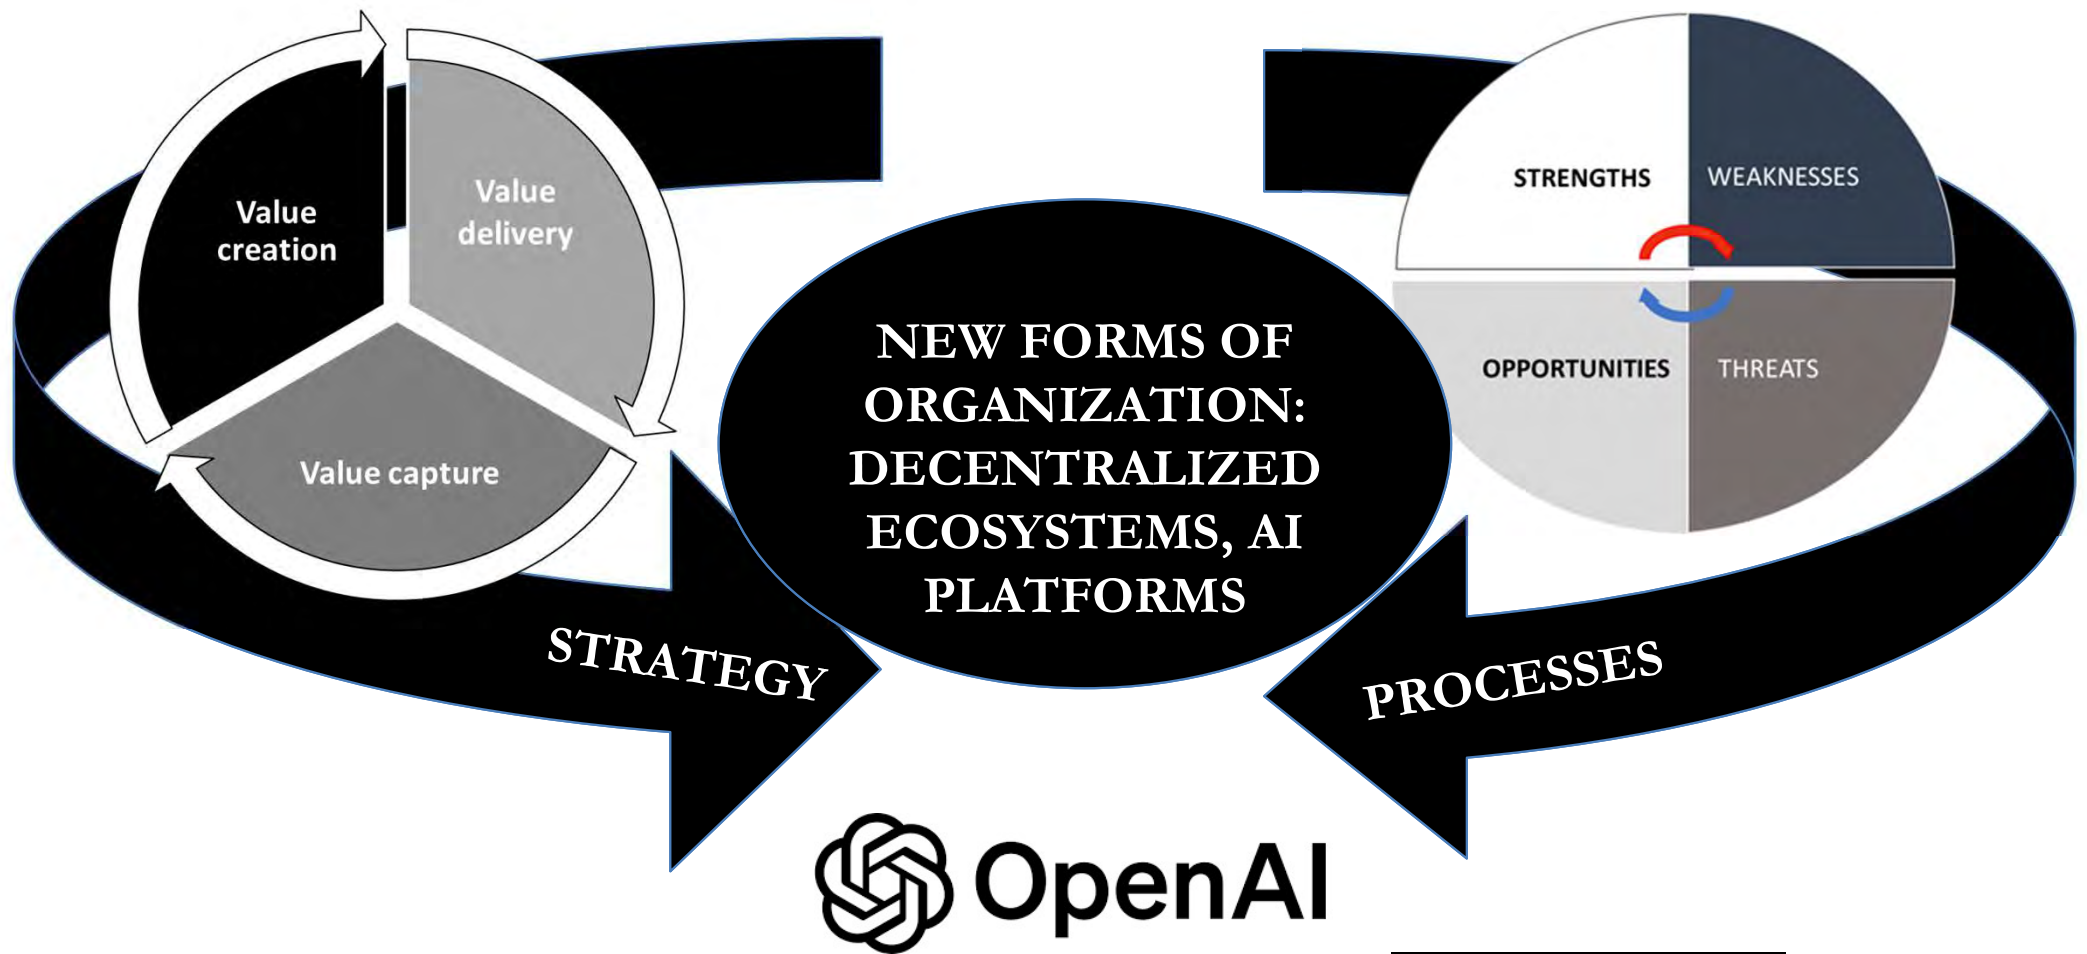 Value
creation
Value
delivery
Value capture
STRATEGY
NEW FORMS OF
ORGANIZATION:
DECENTRALIZED
ECOSYSTEMS, AI
PLATFORMS
STRENGTHS
WEAKNESSES
OPPORTUNITIES
THREATS
PROCESSES
OpenAI